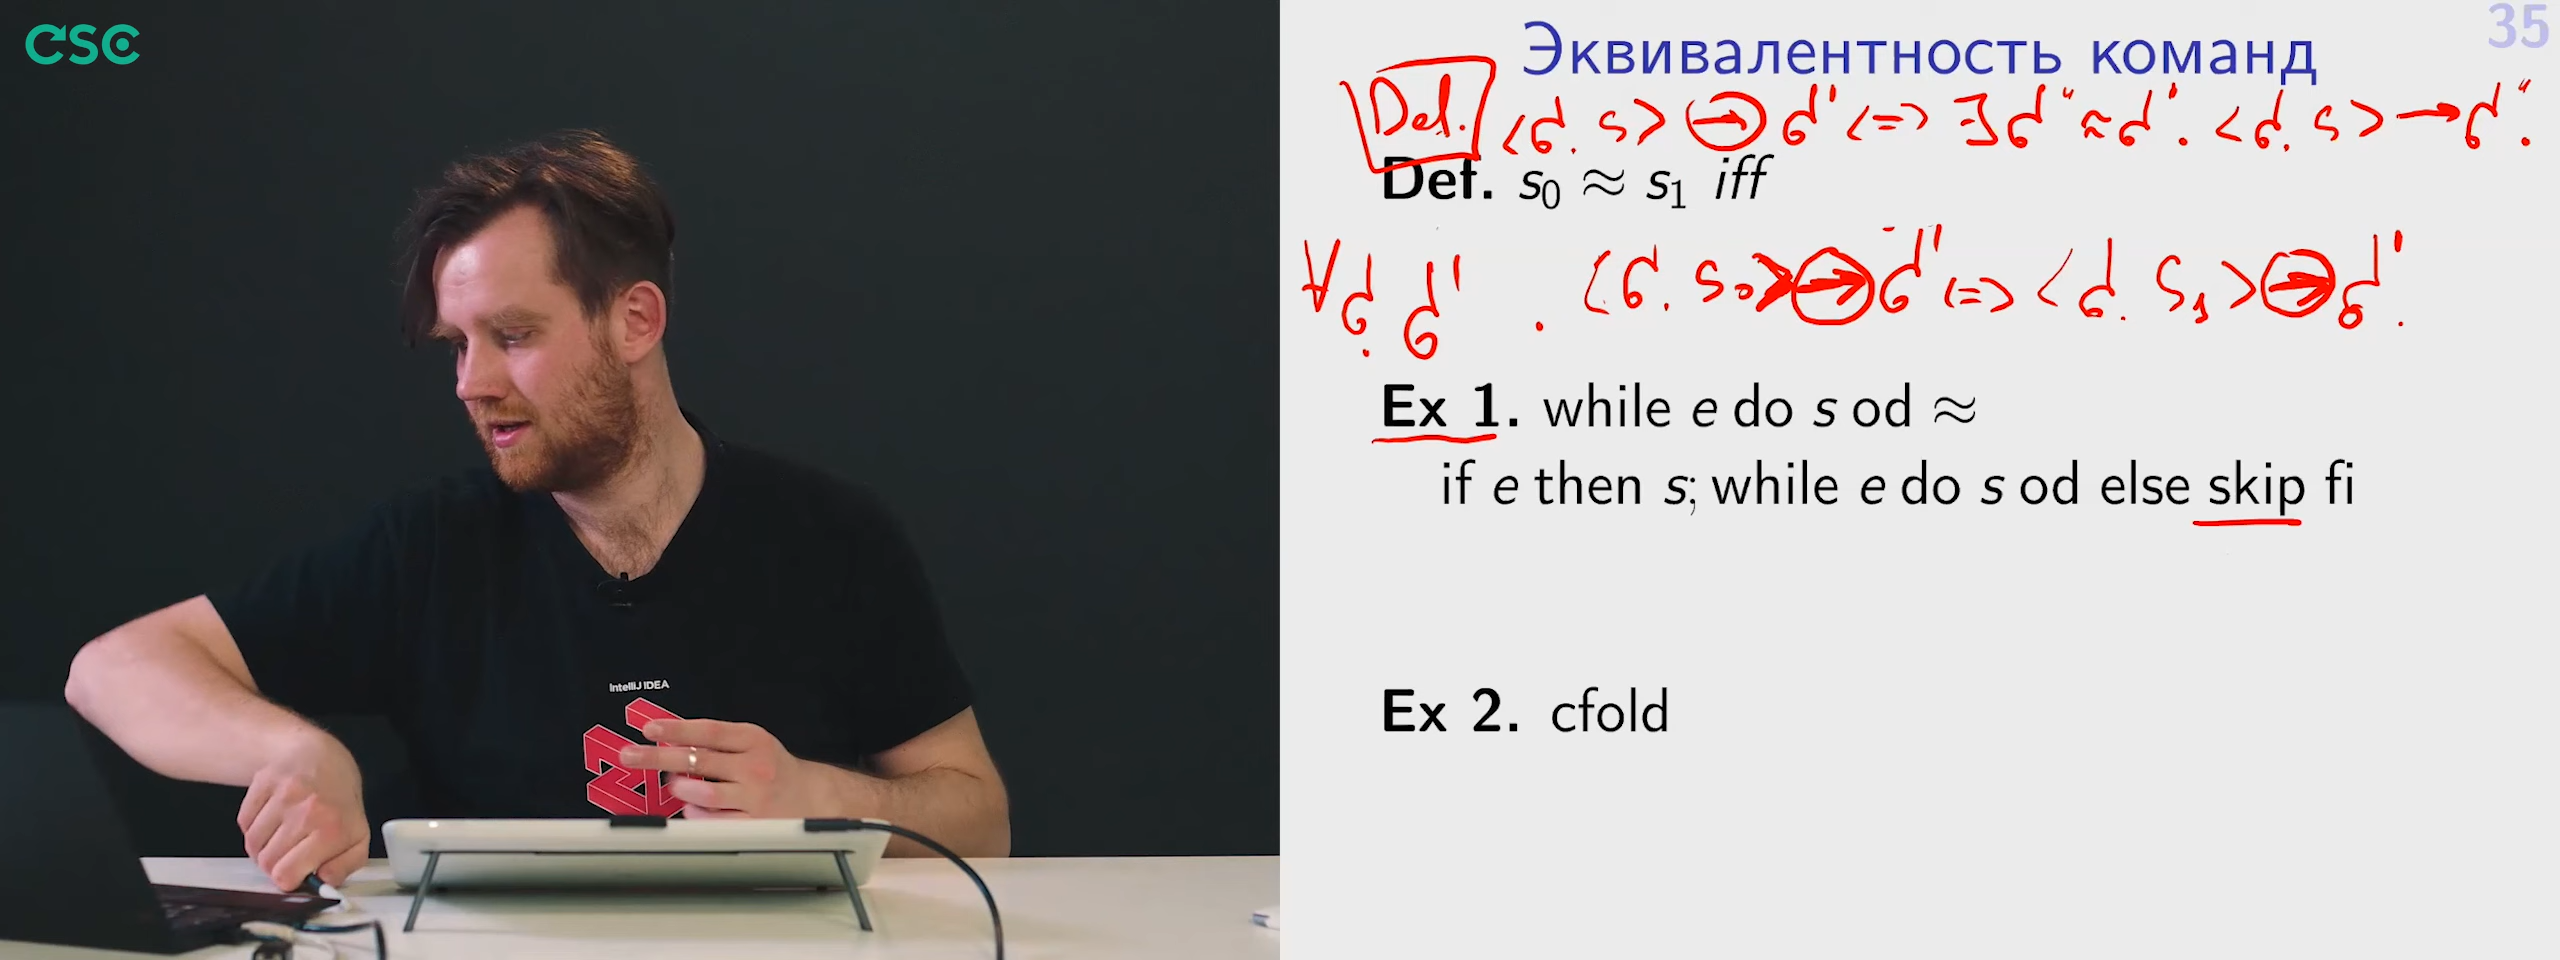 CSC
35
Эквивалентность команд
Def. <σ, s> → σ' <=> ∃σ'' ≈ σ'. <σ, s> → σ''.
Def. s₀ ≈ s₁ iff
∀σ, σ' . <σ, s₀> → σ' <=> <σ, s₁> → σ'.
Ex 1. while e do s od ≈
if e then s; while e do s od else skip fi
Ex 2. cfold
IntelliJ IDEA